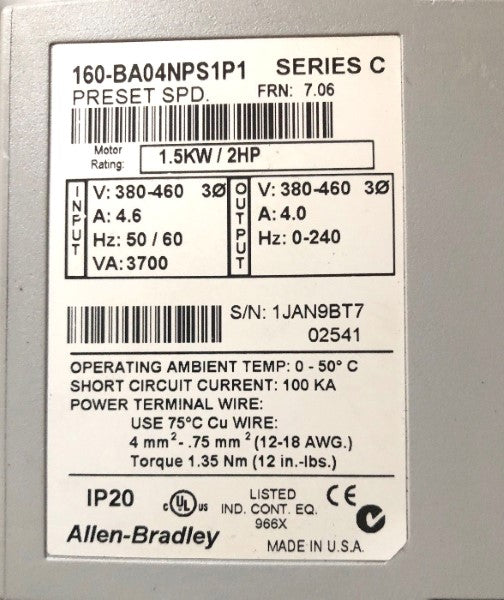 160-BA04NPS1P1 SERIES C
PRESET SPD. FRN: 7.06
Motor Rating: 1.5KW / 2HP
INPUT
V: 380-460 3Ø
A: 4.6
Hz: 50 / 60
VA: 3700
OUTPUT
V: 380-460 3Ø
A: 4.0
Hz: 0-240
S/N: 1JAN9BT7
02541
OPERATING AMBIENT TEMP: 0 - 50° C
SHORT CIRCUIT CURRENT: 100 KA
POWER TERMINAL WIRE:
USE 75°C Cu WIRE:
4 mm²- .75 mm² (12-18 AWG.)
Torque 1.35 Nm (12 in.-lbs.)
IP20 c UL us LISTED CE
IND. CONT. EQ.
966X
Allen-Bradley MADE IN U.S.A.